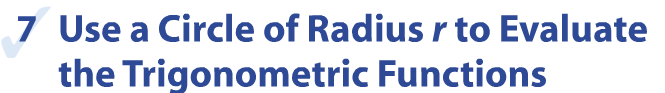 7 Use a Circle of Radius r to Evaluate
the Trigonometric Functions